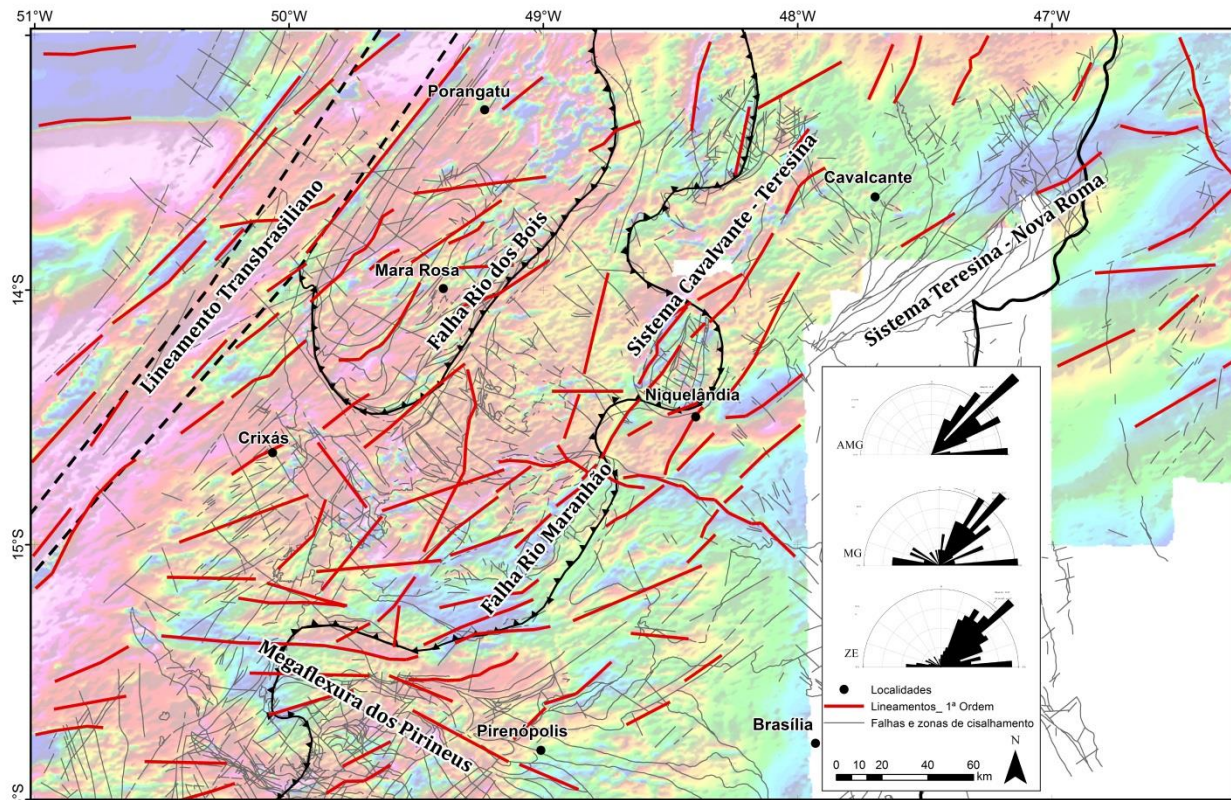 51°W
50°W
49°W
48°W
47°W
Porangatu
Cavalcante
Mara Rosa
14°S
Niquelândia
Crixás
15°S
Pirenópolis
Brasília
°S
Lineamento Transbrasiliano
Falha Rio dos Bois
Sistema Cavalvante - Teresina
Sistema Teresina - Nova Roma
Falha Rio Maranhão
Megaflexura dos Pirineus
AMG
MG
ZE
Localidades
Lineamentos_ 1ª Ordem
Falhas e zonas de cisalhamento
N
0 10 20 40 60
km